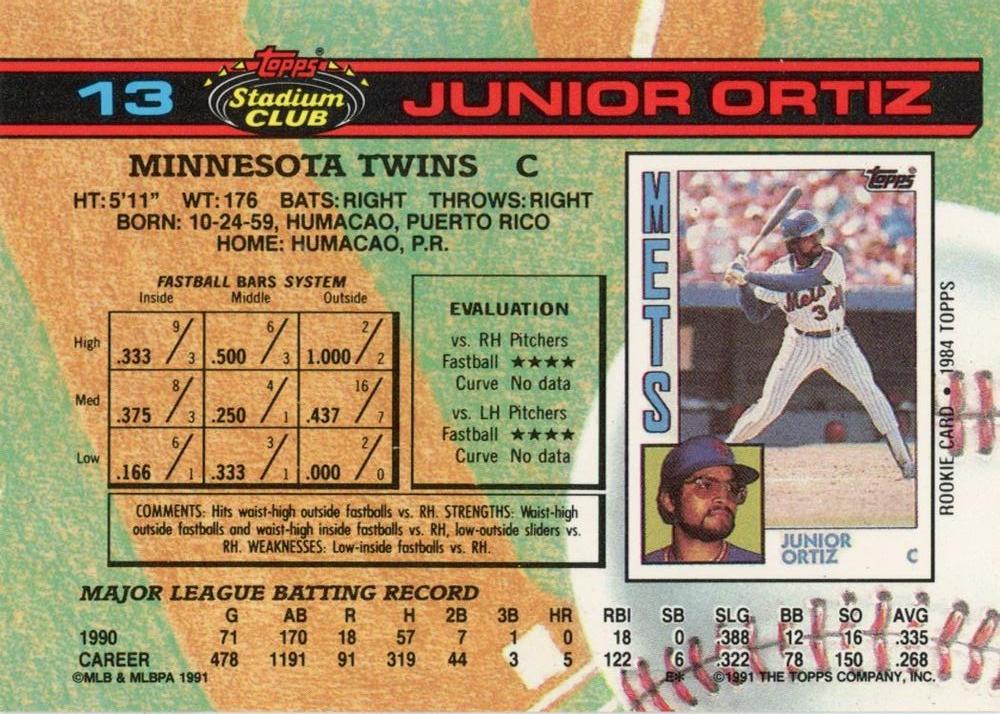 13 Topps® Stadium CLUB JUNIOR ORTIZ
MINNESOTA TWINS C
HT: 5'11" WT: 176 BATS: RIGHT THROWS: RIGHT
BORN: 10-24-59, HUMACAO, PUERTO RICO
HOME: HUMACAO, P.R.
FASTBALL BARS SYSTEM
Inside Middle Outside
High .333 9/3 .500 6/3 1.000 2/2
Med .375 8/3 .250 4/1 .437 16/7
Low .166 6/1 .333 3/1 .000 2/0
EVALUATION
vs. RH Pitchers
Fastball ★★★★
Curve No data
vs. LH Pitchers
Fastball ★★★★
Curve No data
COMMENTS: Hits waist-high outside fastballs vs. RH. STRENGTHS: Waist-high
outside fastballs and waist-high inside fastballs vs. RH, low-outside sliders vs.
RH. WEAKNESSES: Low-inside fastballs vs. RH.
Topps
METS
Mets
34
JUNIOR
ORTIZ C
ROOKIE CARD • 1984 TOPPS
MAJOR LEAGUE BATTING RECORD
G AB R H 2B 3B HR RBI SB SLG BB SO AVG
1990 71 170 18 57 7 1 0 18 0 .388 12 16 .335
CAREER 478 1191 91 319 44 3 5 122 6 .322 78 150 .268
©MLB & MLBPA 1991 E* ©1991 THE TOPPS COMPANY, INC.